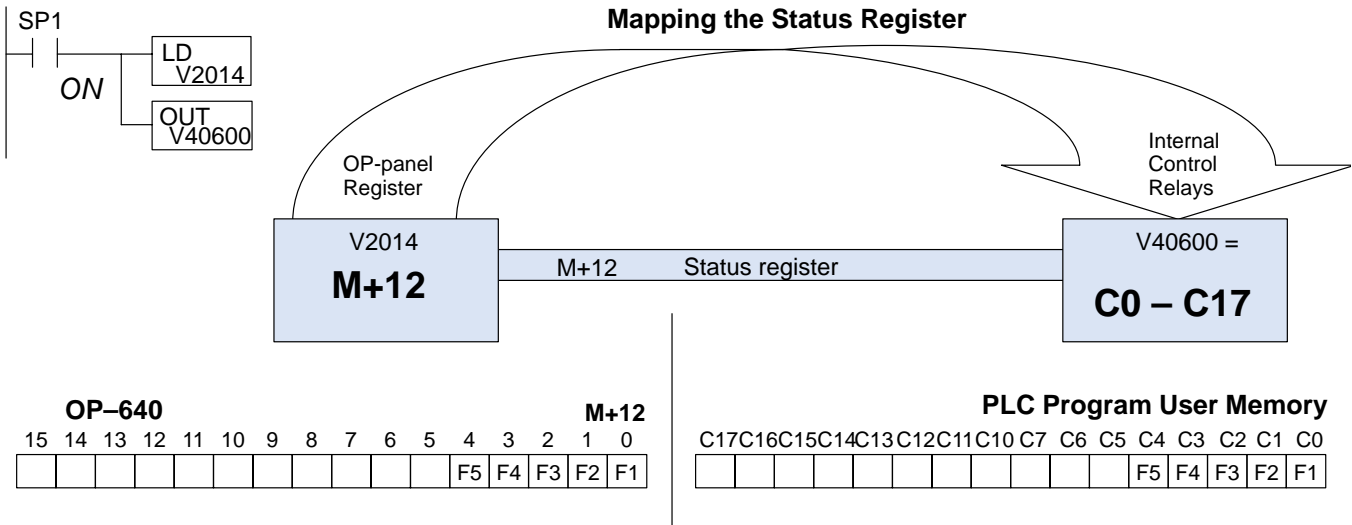 Mapping the Status Register
SP1
ON
LD
V2014
OUT
V40600
OP-panel
Register
Internal
Control
Relays
V2014
M+12
M+12 Status register
V40600 =
C0 – C17
OP–640 M+12
15 14 13 12 11 10 9 8 7 6 5 4 3 2 1 0
F5 F4 F3 F2 F1
PLC Program User Memory
C17 C16 C15 C14 C13 C12 C11 C10 C7 C6 C5 C4 C3 C2 C1 C0
F5 F4 F3 F2 F1